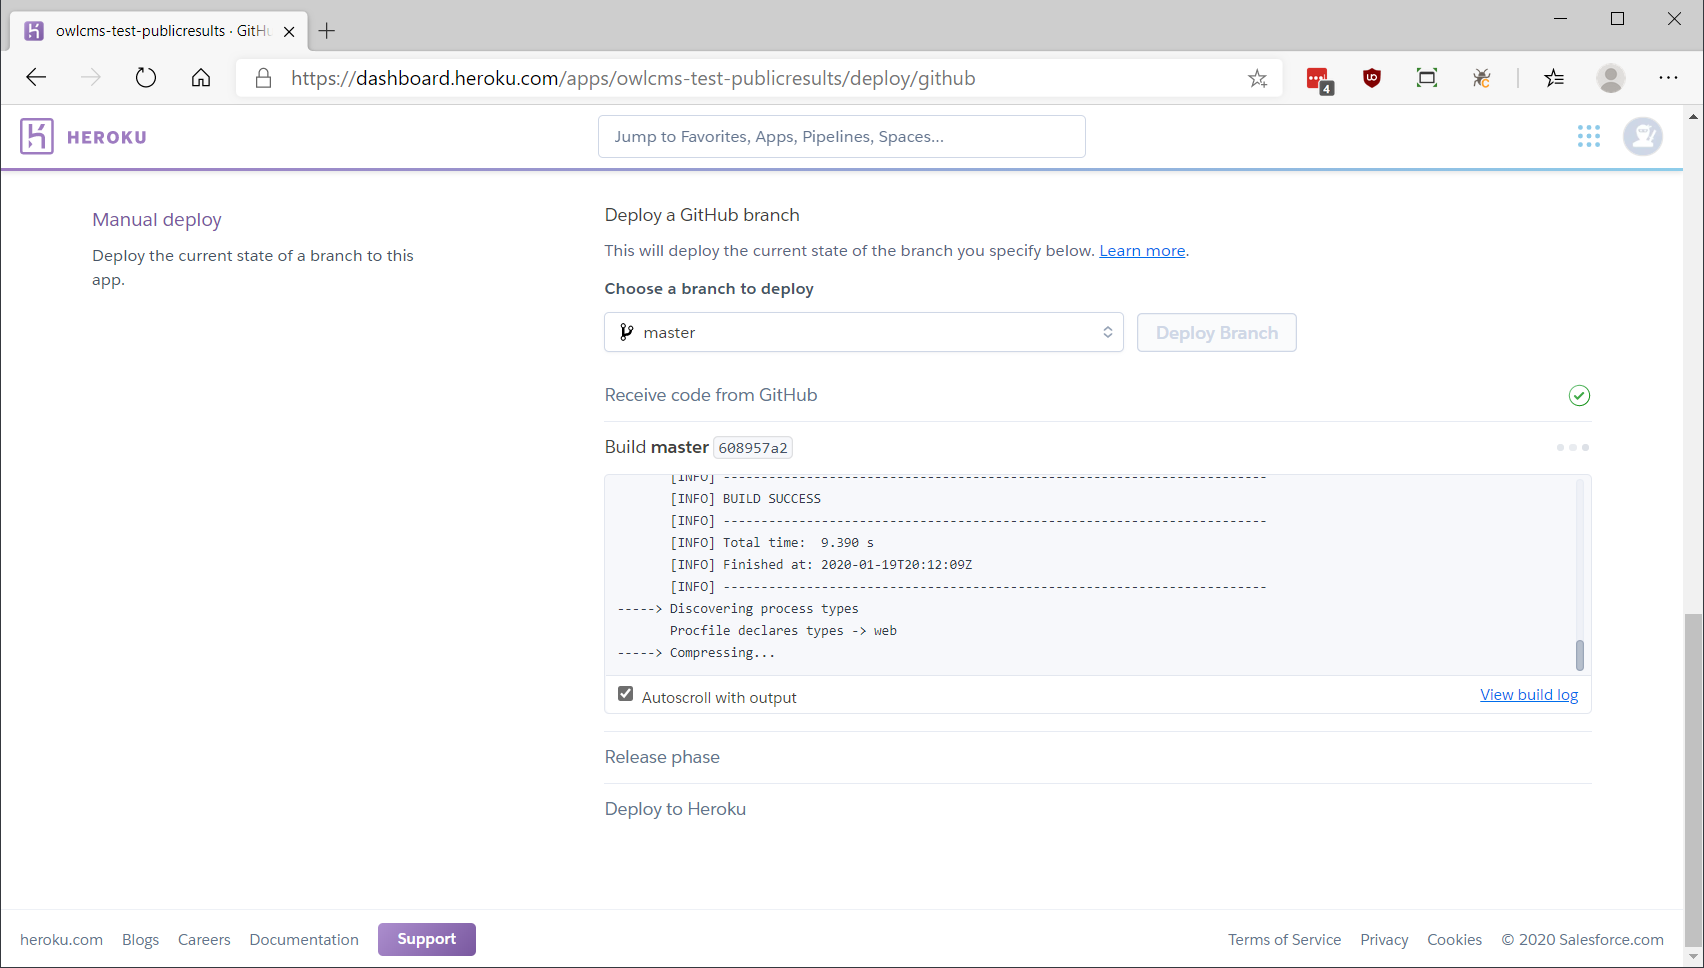 owlcms-test-publicresults · GitHu
https://dashboard.heroku.com/apps/owlcms-test-publicresults/deploy/github
4
HEROKU
Jump to Favorites, Apps, Pipelines, Spaces...
Manual deploy
Deploy the current state of a branch to this
app.
Deploy a GitHub branch
This will deploy the current state of the branch you specify below. Learn more.
Choose a branch to deploy
master
Deploy Branch
Receive code from GitHub
Build master 608957a2
[INFO] ------------------------------------------------------------------------
[INFO] BUILD SUCCESS
[INFO] ------------------------------------------------------------------------
[INFO] Total time:  9.390 s
[INFO] Finished at: 2020-01-19T20:12:09Z
[INFO] ------------------------------------------------------------------------
-----> Discovering process types
Procfile declares types -> web
-----> Compressing...
Autoscroll with output
View build log
Release phase
Deploy to Heroku
heroku.com Blogs Careers Documentation Support Terms of Service Privacy Cookies © 2020 Salesforce.com